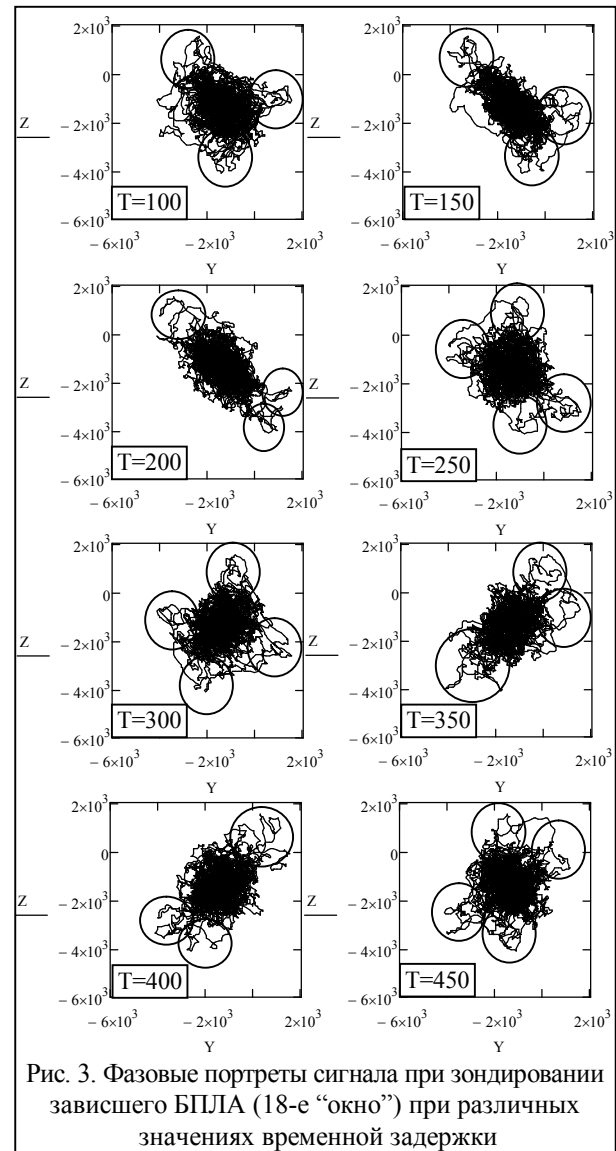 2×10³ 2×10³
0 0
Z − 2×10³ Z − 2×10³
− 4×10³ − 4×10³
T=100 T=150
− 6×10³ − 6×10³
− 6×10³ − 2×10³ 2×10³ − 6×10³ − 2×10³ 2×10³
Y Y
2×10³ 2×10³
0 0
Z − 2×10³ Z − 2×10³
− 4×10³ − 4×10³
T=200 T=250
− 6×10³ − 6×10³
− 6×10³ − 2×10³ 2×10³ − 6×10³ − 2×10³ 2×10³
Y Y
2×10³ 2×10³
0 0
Z − 2×10³ Z − 2×10³
− 4×10³ − 4×10³
T=300 T=350
− 6×10³ − 6×10³
− 6×10³ − 2×10³ 2×10³ − 6×10³ − 2×10³ 2×10³
Y Y
2×10³ 2×10³
0 0
Z − 2×10³ Z − 2×10³
− 4×10³ − 4×10³
T=400 T=450
− 6×10³ − 6×10³
− 6×10³ − 2×10³ 2×10³ − 6×10³ − 2×10³ 2×10³
Y Y
Рис. 3. Фазовые портреты сигнала при зондировании
зависшего БПЛА (18-е “окно”) при различных
значениях временной задержки